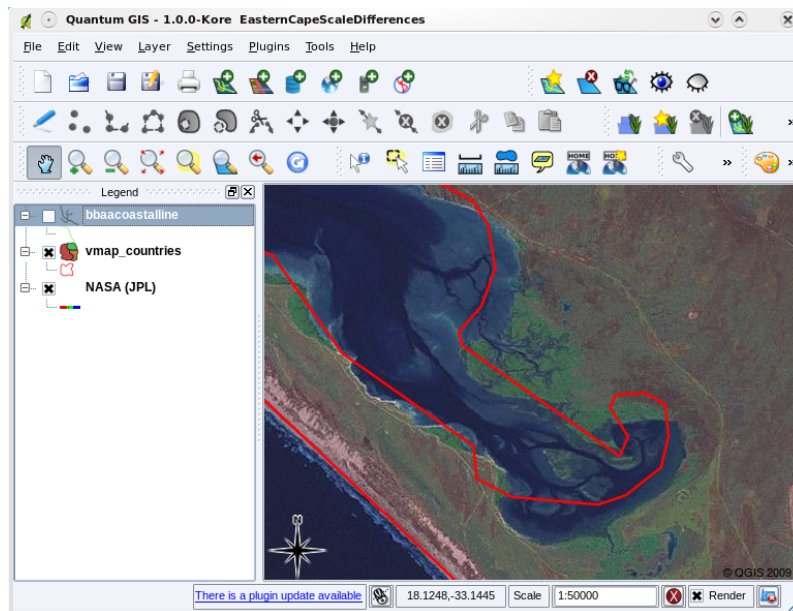 Quantum GIS - 1.0.0-Kore EasternCapeScaleDifferences
File Edit View Layer Settings Plugins Tools Help
Legend
bbaacoastalline
vmap_countries
NASA (JPL)
HOME
N
© QGIS 2009
There is a plugin update available 18.1248,-33.1445 Scale 1:50000 Render